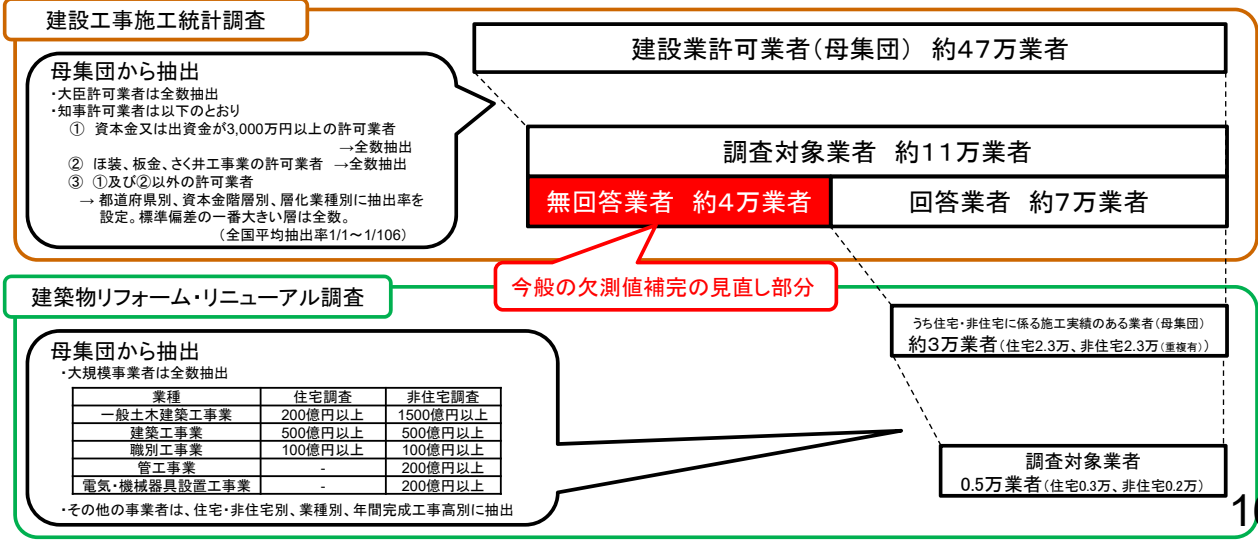 建設工事施工統計調査
建設業許可業者(母集団) 約47万業者
母集団から抽出
・大臣許可業者は全数抽出
・知事許可業者は以下のとおり
① 資本金又は出資金が3,000万円以上の許可業者
→全数抽出
② ほ装、板金、さく井工事業の許可業者 →全数抽出
③ ①及び②以外の許可業者
→ 都道府県別、資本金階層別、層化業種別に抽出率を
設定。標準偏差の一番大きい層は全数。
(全国平均抽出率1/1～1/106)
調査対象業者 約11万業者
無回答業者 約4万業者 回答業者 約7万業者
今般の欠測値補完の見直し部分
建築物リフォーム・リニューアル調査
うち住宅・非住宅に係る施工実績のある業者(母集団)
約3万業者(住宅2.3万、非住宅2.3万(重複有))
母集団から抽出
・大規模事業者は全数抽出
業種 住宅調査 非住宅調査
一般土木建築工事業 200億円以上 1500億円以上
建築工事業 500億円以上 500億円以上
職別工事業 100億円以上 100億円以上
管工事業 - 200億円以上
電気・機械器具設置工事業 - 200億円以上
・その他の事業者は、住宅・非住宅別、業種別、年間完成工事高別に抽出
調査対象業者
0.5万業者(住宅0.3万、非住宅0.2万)